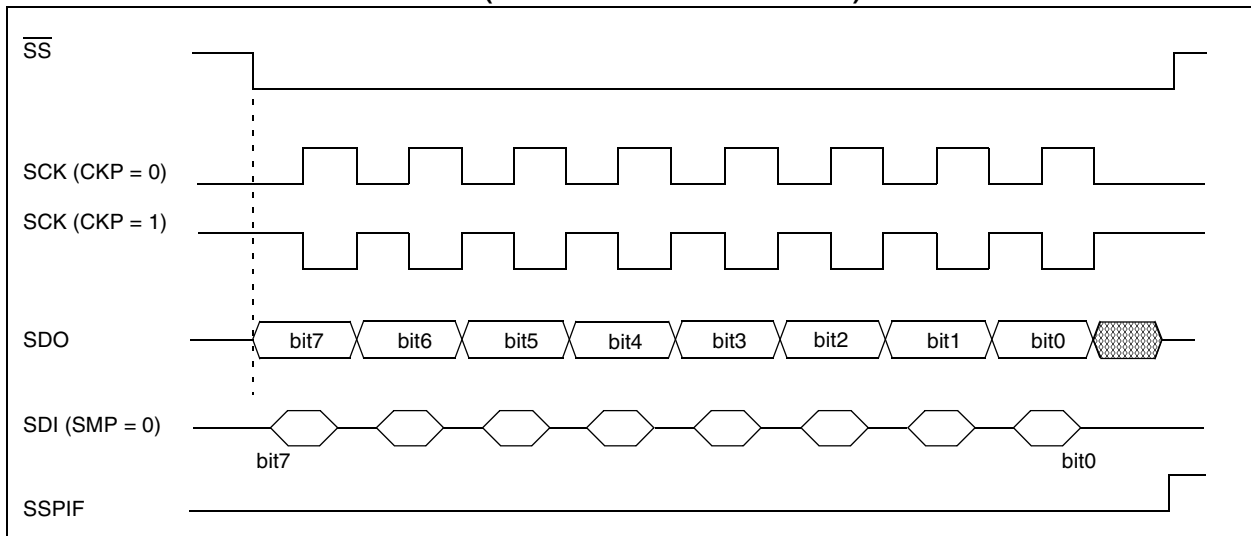 SS
SCK (CKP = 0)
SCK (CKP = 1)
SDO bit7 bit6 bit5 bit4 bit3 bit2 bit1 bit0
SDI (SMP = 0)
bit7 bit0
SSPIF